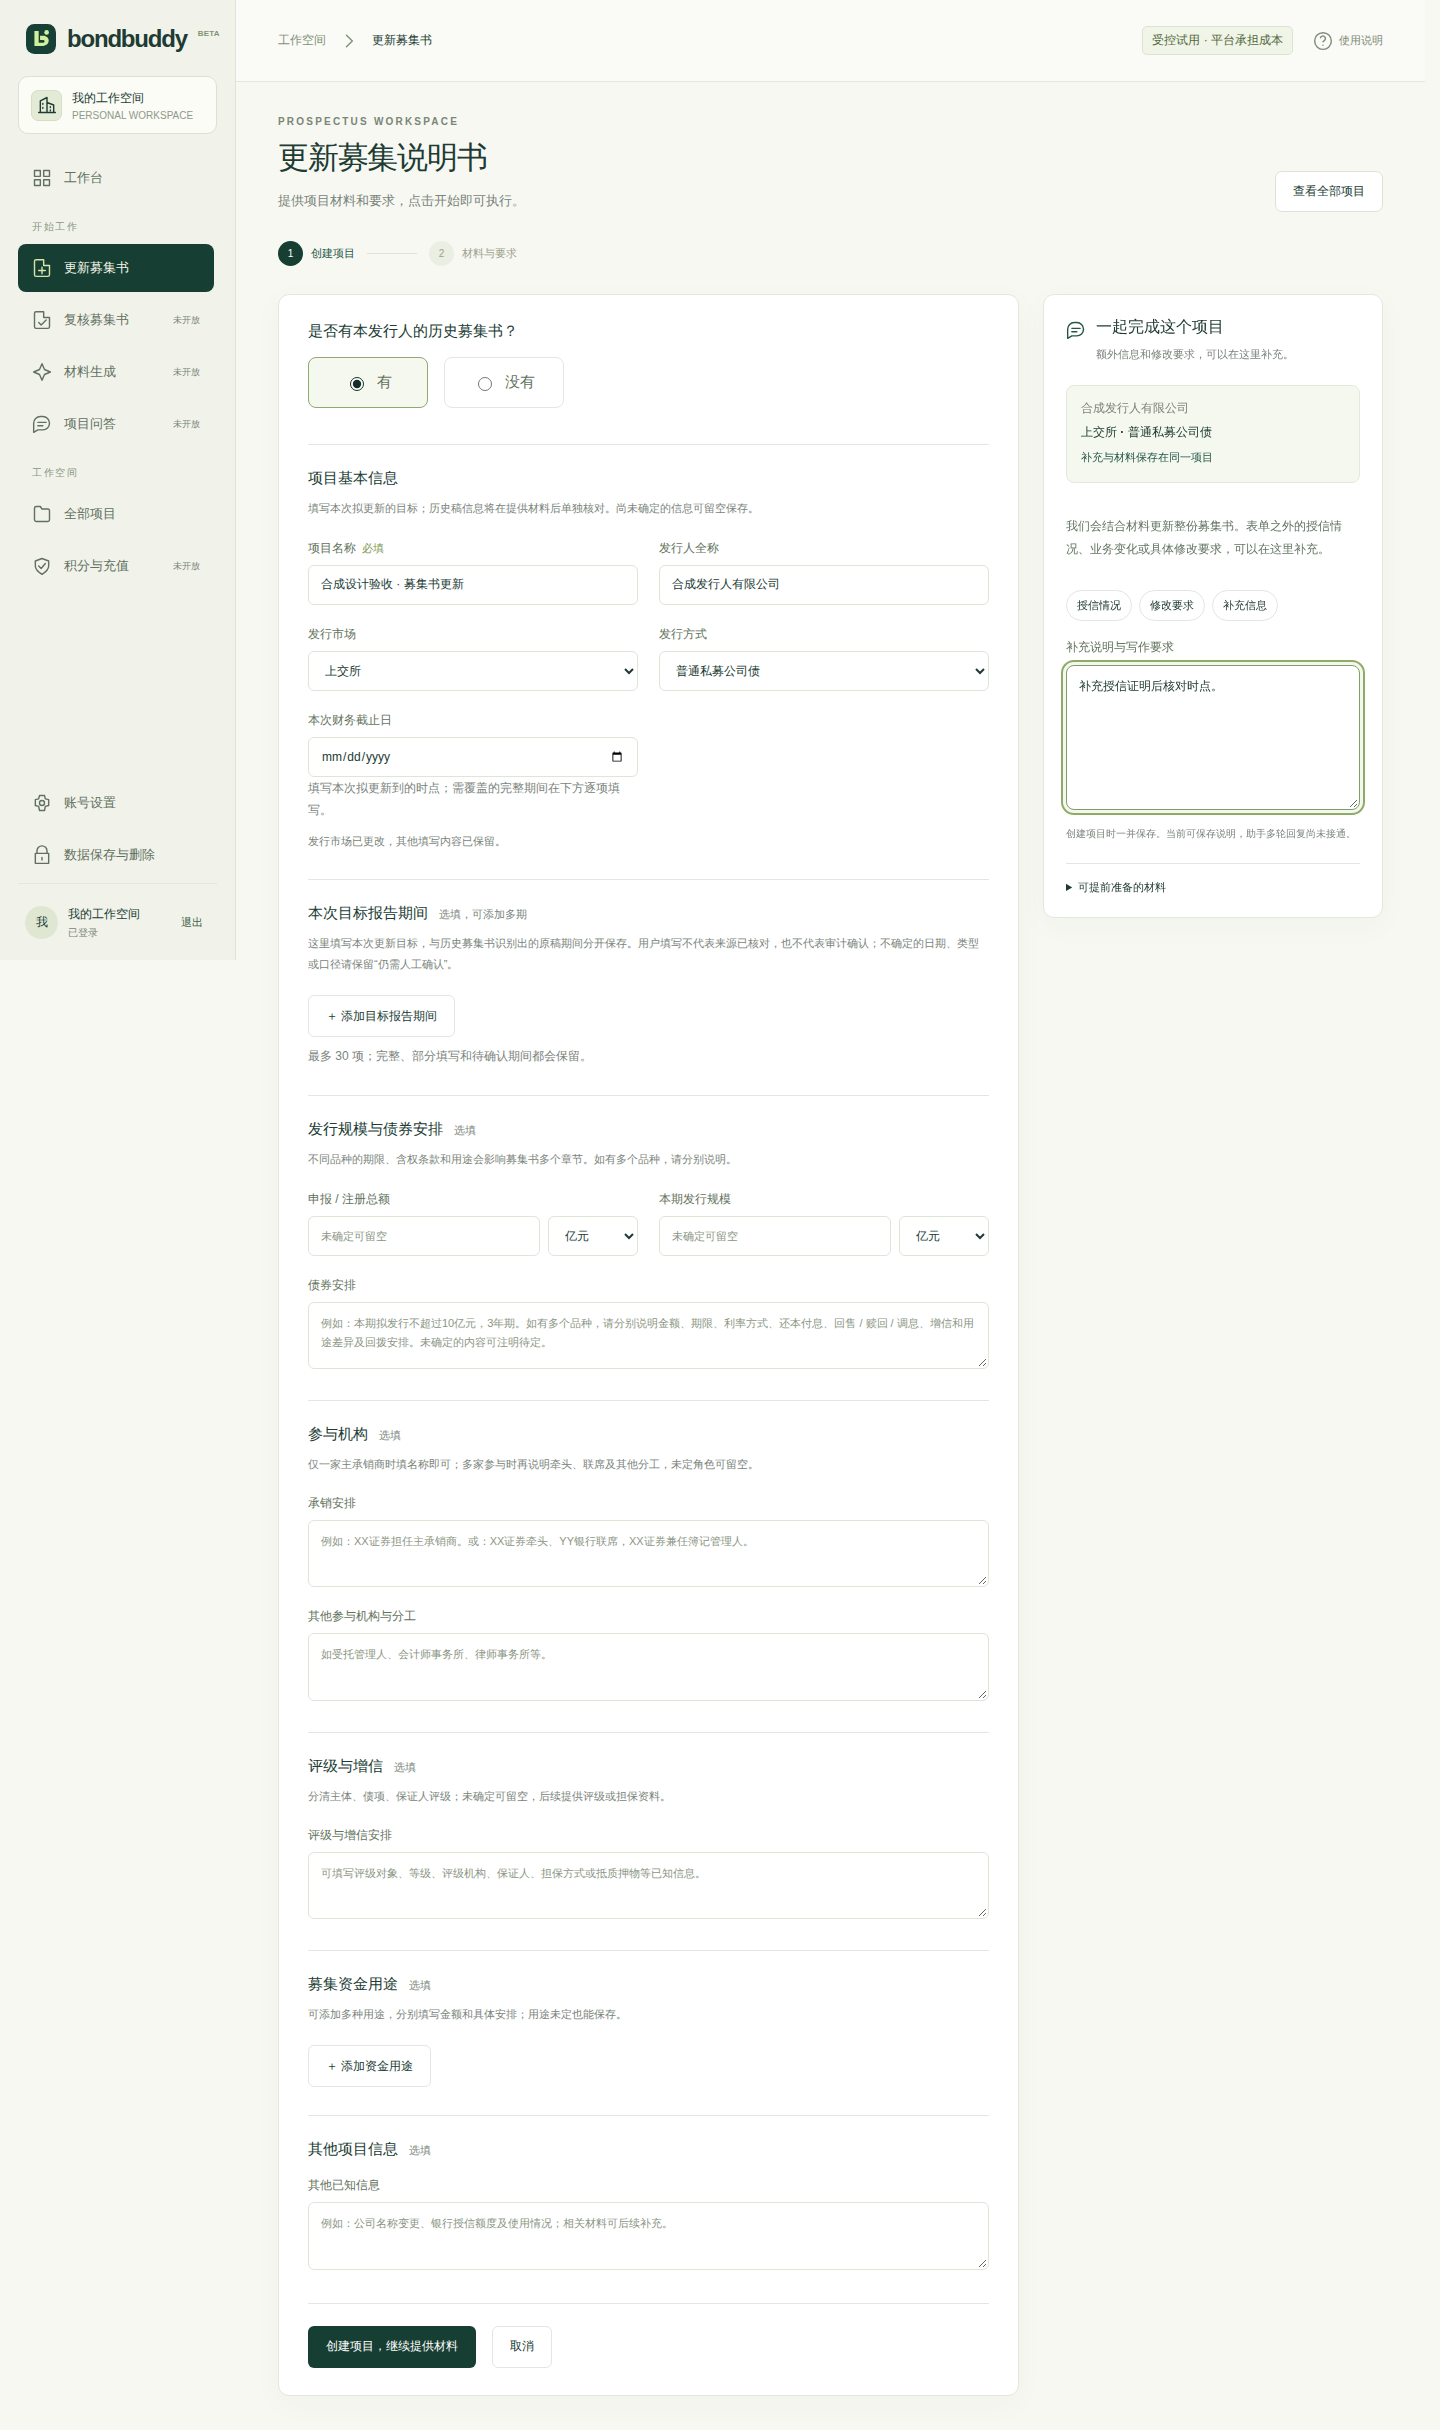 bondbuddy BETA
我的工作空间
PERSONAL WORKSPACE
工作台
开始工作
更新募集书
复核募集书 未开放
材料生成 未开放
项目问答 未开放
工作空间
全部项目
积分与充值 未开放
账号设置
数据保存与删除
我 我的工作空间
已登录
退出
工作空间 更新募集书
受控试用 · 平台承担成本 使用说明
PROSPECTUS WORKSPACE
更新募集说明书
提供项目材料和要求，点击开始即可执行。
查看全部项目
1 创建项目 2 材料与要求
是否有本发行人的历史募集书？
有 没有
项目基本信息
填写本次拟更新的目标；历史稿信息将在提供材料后单独核对。尚未确定的信息可留空保存。
项目名称 必填 发行人全称
合成设计验收 · 募集书更新 合成发行人有限公司
发行市场 发行方式
上交所 普通私募公司债
本次财务截止日
mm/dd/yyyy
填写本次拟更新到的时点；需覆盖的完整期间在下方逐项填
写。
发行市场已更改，其他填写内容已保留。
本次目标报告期间 选填，可添加多期
这里填写本次更新目标，与历史募集书识别出的原稿期间分开保存。用户填写不代表来源已核对，也不代表审计确认；不确定的日期、类型
或口径请保留“仍需人工确认”。
＋ 添加目标报告期间
最多 30 项；完整、部分填写和待确认期间都会保留。
发行规模与债券安排 选填
不同品种的期限、含权条款和用途会影响募集书多个章节。如有多个品种，请分别说明。
申报 / 注册总额 本期发行规模
未确定可留空 亿元 未确定可留空 亿元
债券安排
例如：本期拟发行不超过10亿元，3年期。如有多个品种，请分别说明金额、期限、利率方式、还本付息、回售 / 赎回 / 调息、增信和用
途差异及回拨安排。未确定的内容可注明待定。
参与机构 选填
仅一家主承销商时填名称即可；多家参与时再说明牵头、联席及其他分工，未定角色可留空。
承销安排
例如：XX证券担任主承销商。或：XX证券牵头、YY银行联席，XX证券兼任簿记管理人。
其他参与机构与分工
如受托管理人、会计师事务所、律师事务所等。
评级与增信 选填
分清主体、债项、保证人评级；未确定可留空，后续提供评级或担保资料。
评级与增信安排
可填写评级对象、等级、评级机构、保证人、担保方式或抵质押物等已知信息。
募集资金用途 选填
可添加多种用途，分别填写金额和具体安排；用途未定也能保存。
＋ 添加资金用途
其他项目信息 选填
其他已知信息
例如：公司名称变更、银行授信额度及使用情况；相关材料可后续补充。
创建项目，继续提供材料 取消
一起完成这个项目
额外信息和修改要求，可以在这里补充。
合成发行人有限公司
上交所 · 普通私募公司债
补充与材料保存在同一项目
我们会结合材料更新整份募集书。表单之外的授信情
况、业务变化或具体修改要求，可以在这里补充。
授信情况 修改要求 补充信息
补充说明与写作要求
补充授信证明后核对时点。
创建项目时一并保存。当前可保存说明，助手多轮回复尚未接通。
可提前准备的材料